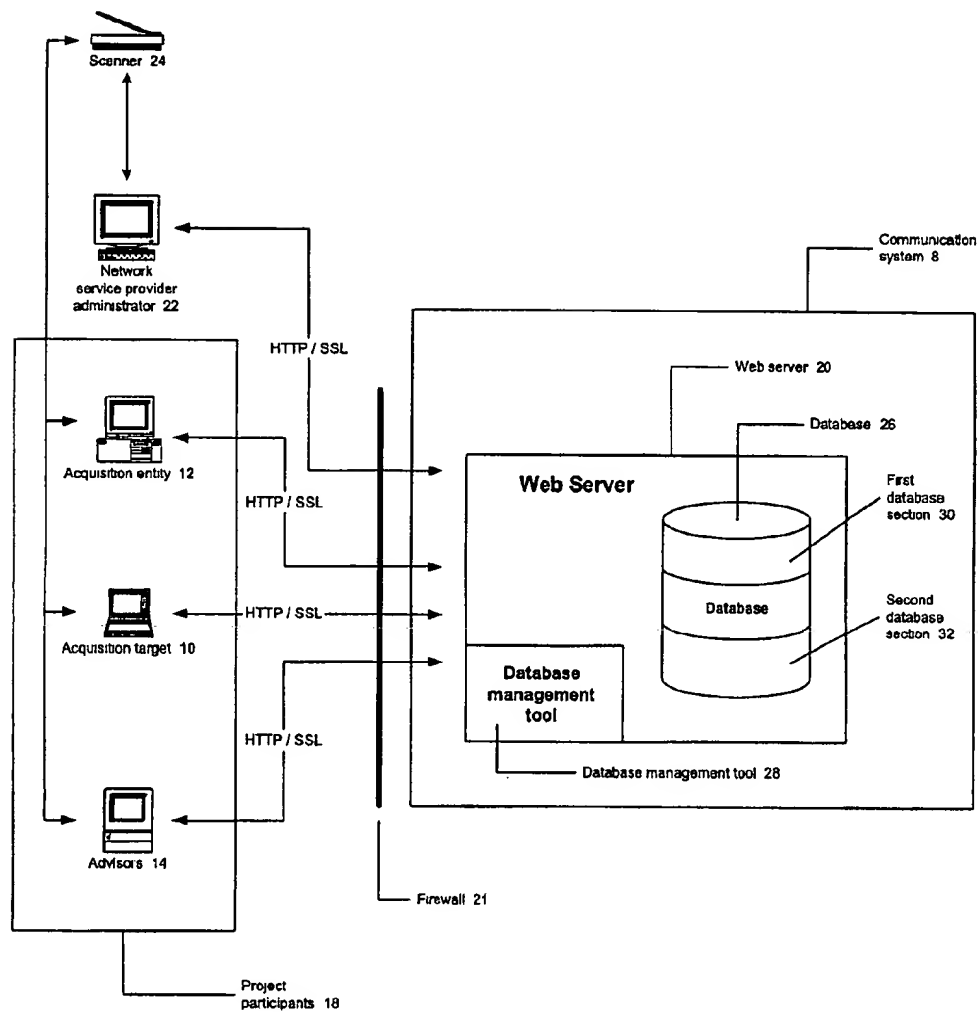 Scanner 24
Network
service provider
administrator 22
Communication
system 8
HTTP / SSL
Web server 20
Database 26
Acquisition entity 12
Web Server
First
database
section 30
HTTP / SSL
Database
Second
database
section 32
HTTP / SSL
Acquisition target 10
Database
management
tool
HTTP / SSL
Database management tool 28
Advisors 14
Firewall 21
Project
participants 18